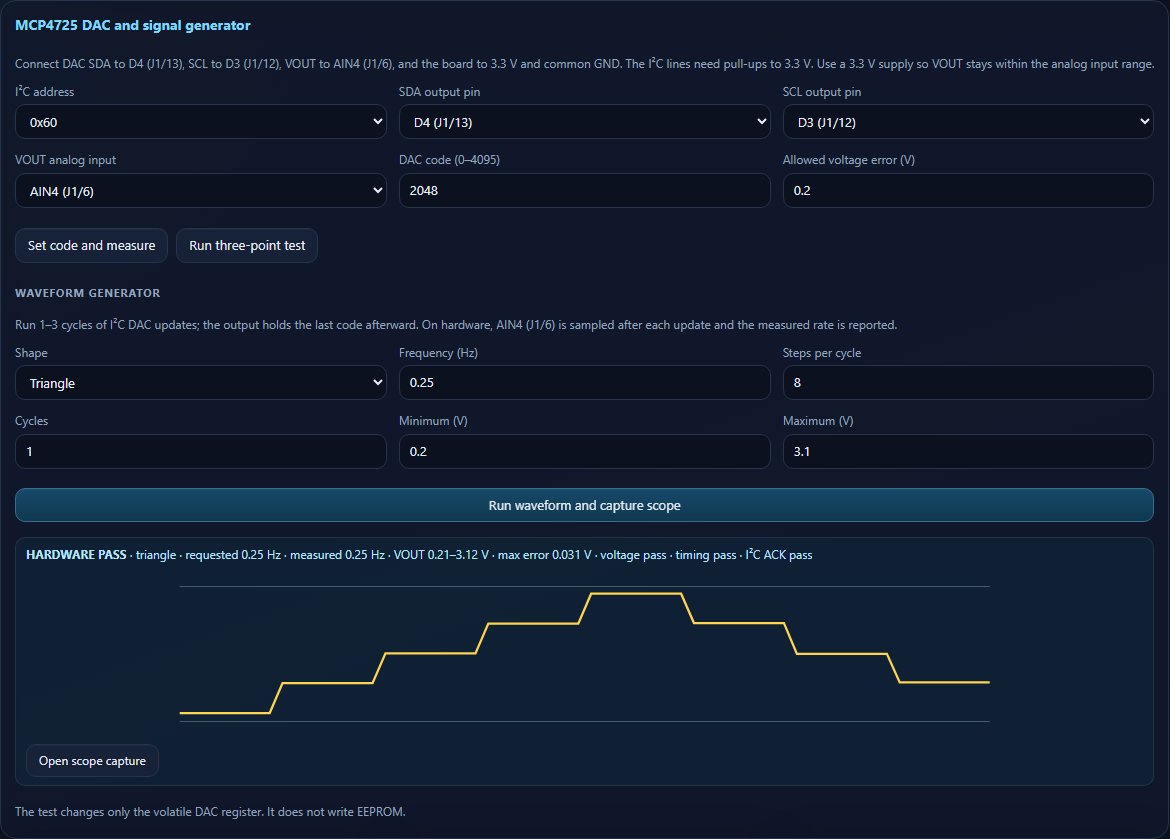 MCP4725 DAC and signal generator
Connect DAC SDA to D4 (J1/13), SCL to D3 (J1/12), VOUT to AIN4 (J1/6), and the board to 3.3 V and common GND. The I²C lines need pull-ups to 3.3 V. Use a 3.3 V supply so VOUT stays within the analog input range.
I²C address
SDA output pin
SCL output pin
0x60
D4 (J1/13)
D3 (J1/12)
VOUT analog input
DAC code (0–4095)
Allowed voltage error (V)
AIN4 (J1/6)
2048
0.2
Set code and measure
Run three-point test
WAVEFORM GENERATOR
Run 1–3 cycles of I²C DAC updates; the output holds the last code afterward. On hardware, AIN4 (J1/6) is sampled after each update and the measured rate is reported.
Shape
Frequency (Hz)
Steps per cycle
Triangle
0.25
8
Cycles
Minimum (V)
Maximum (V)
1
0.2
3.1
Run waveform and capture scope
HARDWARE PASS · triangle · requested 0.25 Hz · measured 0.25 Hz · VOUT 0.21–3.12 V · max error 0.031 V · voltage pass · timing pass · I²C ACK pass
Open scope capture
The test changes only the volatile DAC register. It does not write EEPROM.